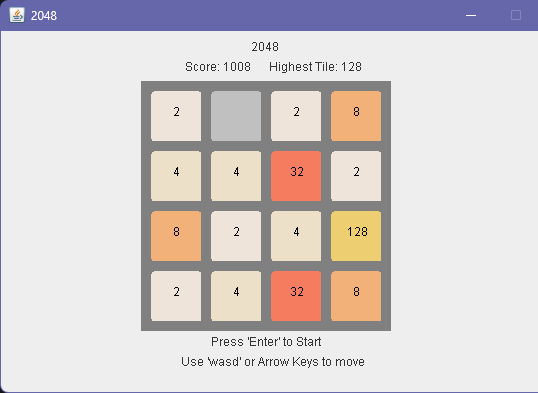 2048
2048
Score: 1008 Highest Tile: 128
2 2 8
4 4 32 2
8 2 4 128
2 4 32 8
Press 'Enter' to Start
Use 'wasd' or Arrow Keys to move